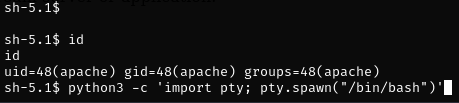 sh-5.1$
sh-5.1$ id
id
uid=48(apache) gid=48(apache) groups=48(apache)
sh-5.1$ python3 -c 'import pty; pty.spawn("/bin/bash")'